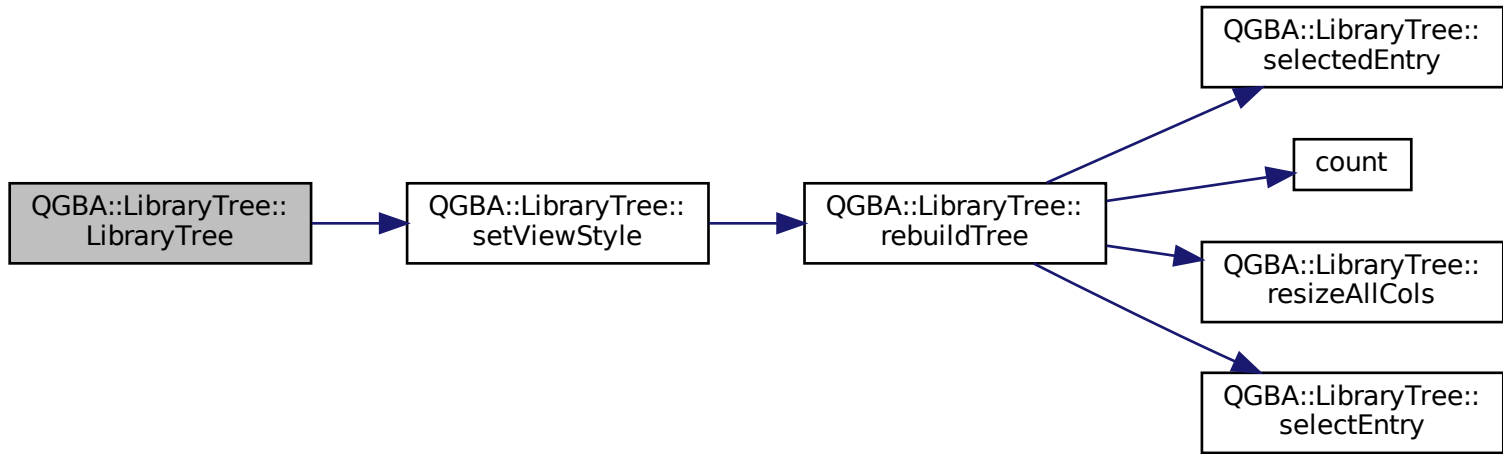 QGBA::LibraryTree::
LibraryTree
QGBA::LibraryTree::
setViewStyle
QGBA::LibraryTree::
rebuildTree
QGBA::LibraryTree::
selectedEntry
count
QGBA::LibraryTree::
resizeAllCols
QGBA::LibraryTree::
selectEntry